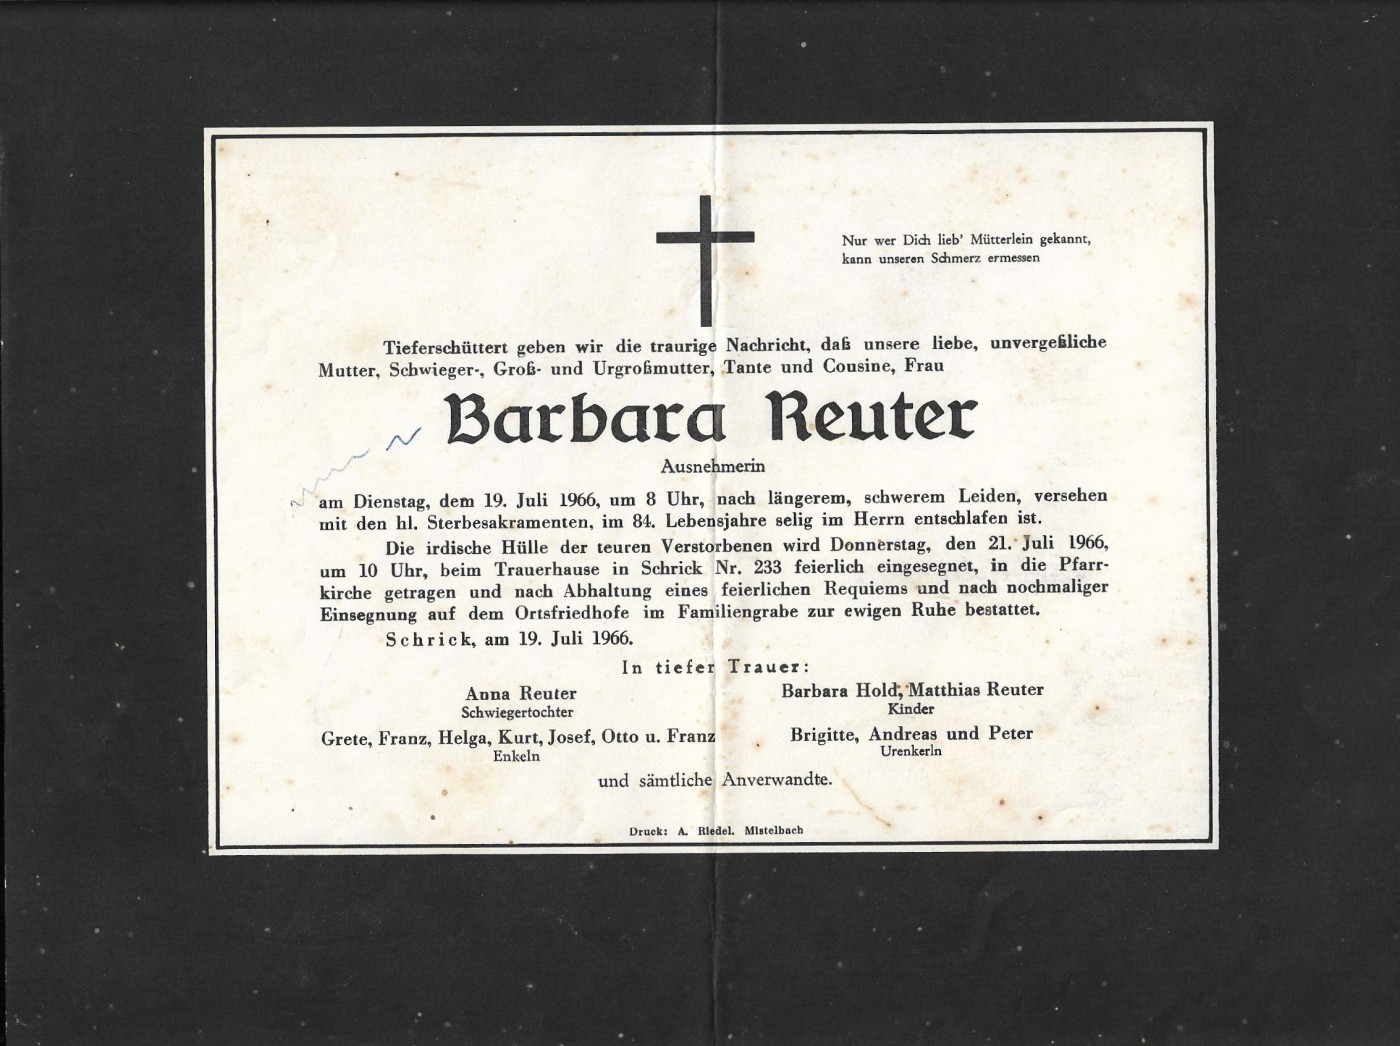 Nur wer Dich lieb' Mütterlein gekannt,
kann unseren Schmerz ermessen
Tieferschüttert geben wir die traurige Nachricht, daß unsere liebe, unvergeßliche
Mutter, Schwieger-, Groß- und Urgroßmutter, Tante und Cousine, Frau
Barbara Reuter
Ausnehmerin
am Dienstag, dem 19. Juli 1966, um 8 Uhr, nach längerem, schwerem Leiden, versehen
mit den hl. Sterbesakramenten, im 84. Lebensjahre selig im Herrn entschlafen ist.
Die irdische Hülle der teuren Verstorbenen wird Donnerstag, den 21. Juli 1966,
um 10 Uhr, beim Trauerhause in Schrick Nr. 233 feierlich eingesegnet, in die Pfarr-
kirche getragen und nach Abhaltung eines feierlichen Requiems und nach nochmaliger
Einsegnung auf dem Ortsfriedhofe im Familiengrabe zur ewigen Ruhe bestattet.
Schrick, am 19. Juli 1966.
In tiefer Trauer:
Anna Reuter
Schwiegertochter
Barbara Hold, Matthias Reuter
Kinder
Grete, Franz, Helga, Kurt, Josef, Otto u. Franz
Enkeln
Brigitte, Andreas und Peter
Urenkerln
und sämtliche Anverwandte.
Druck: A. Riedel. Mistelbach